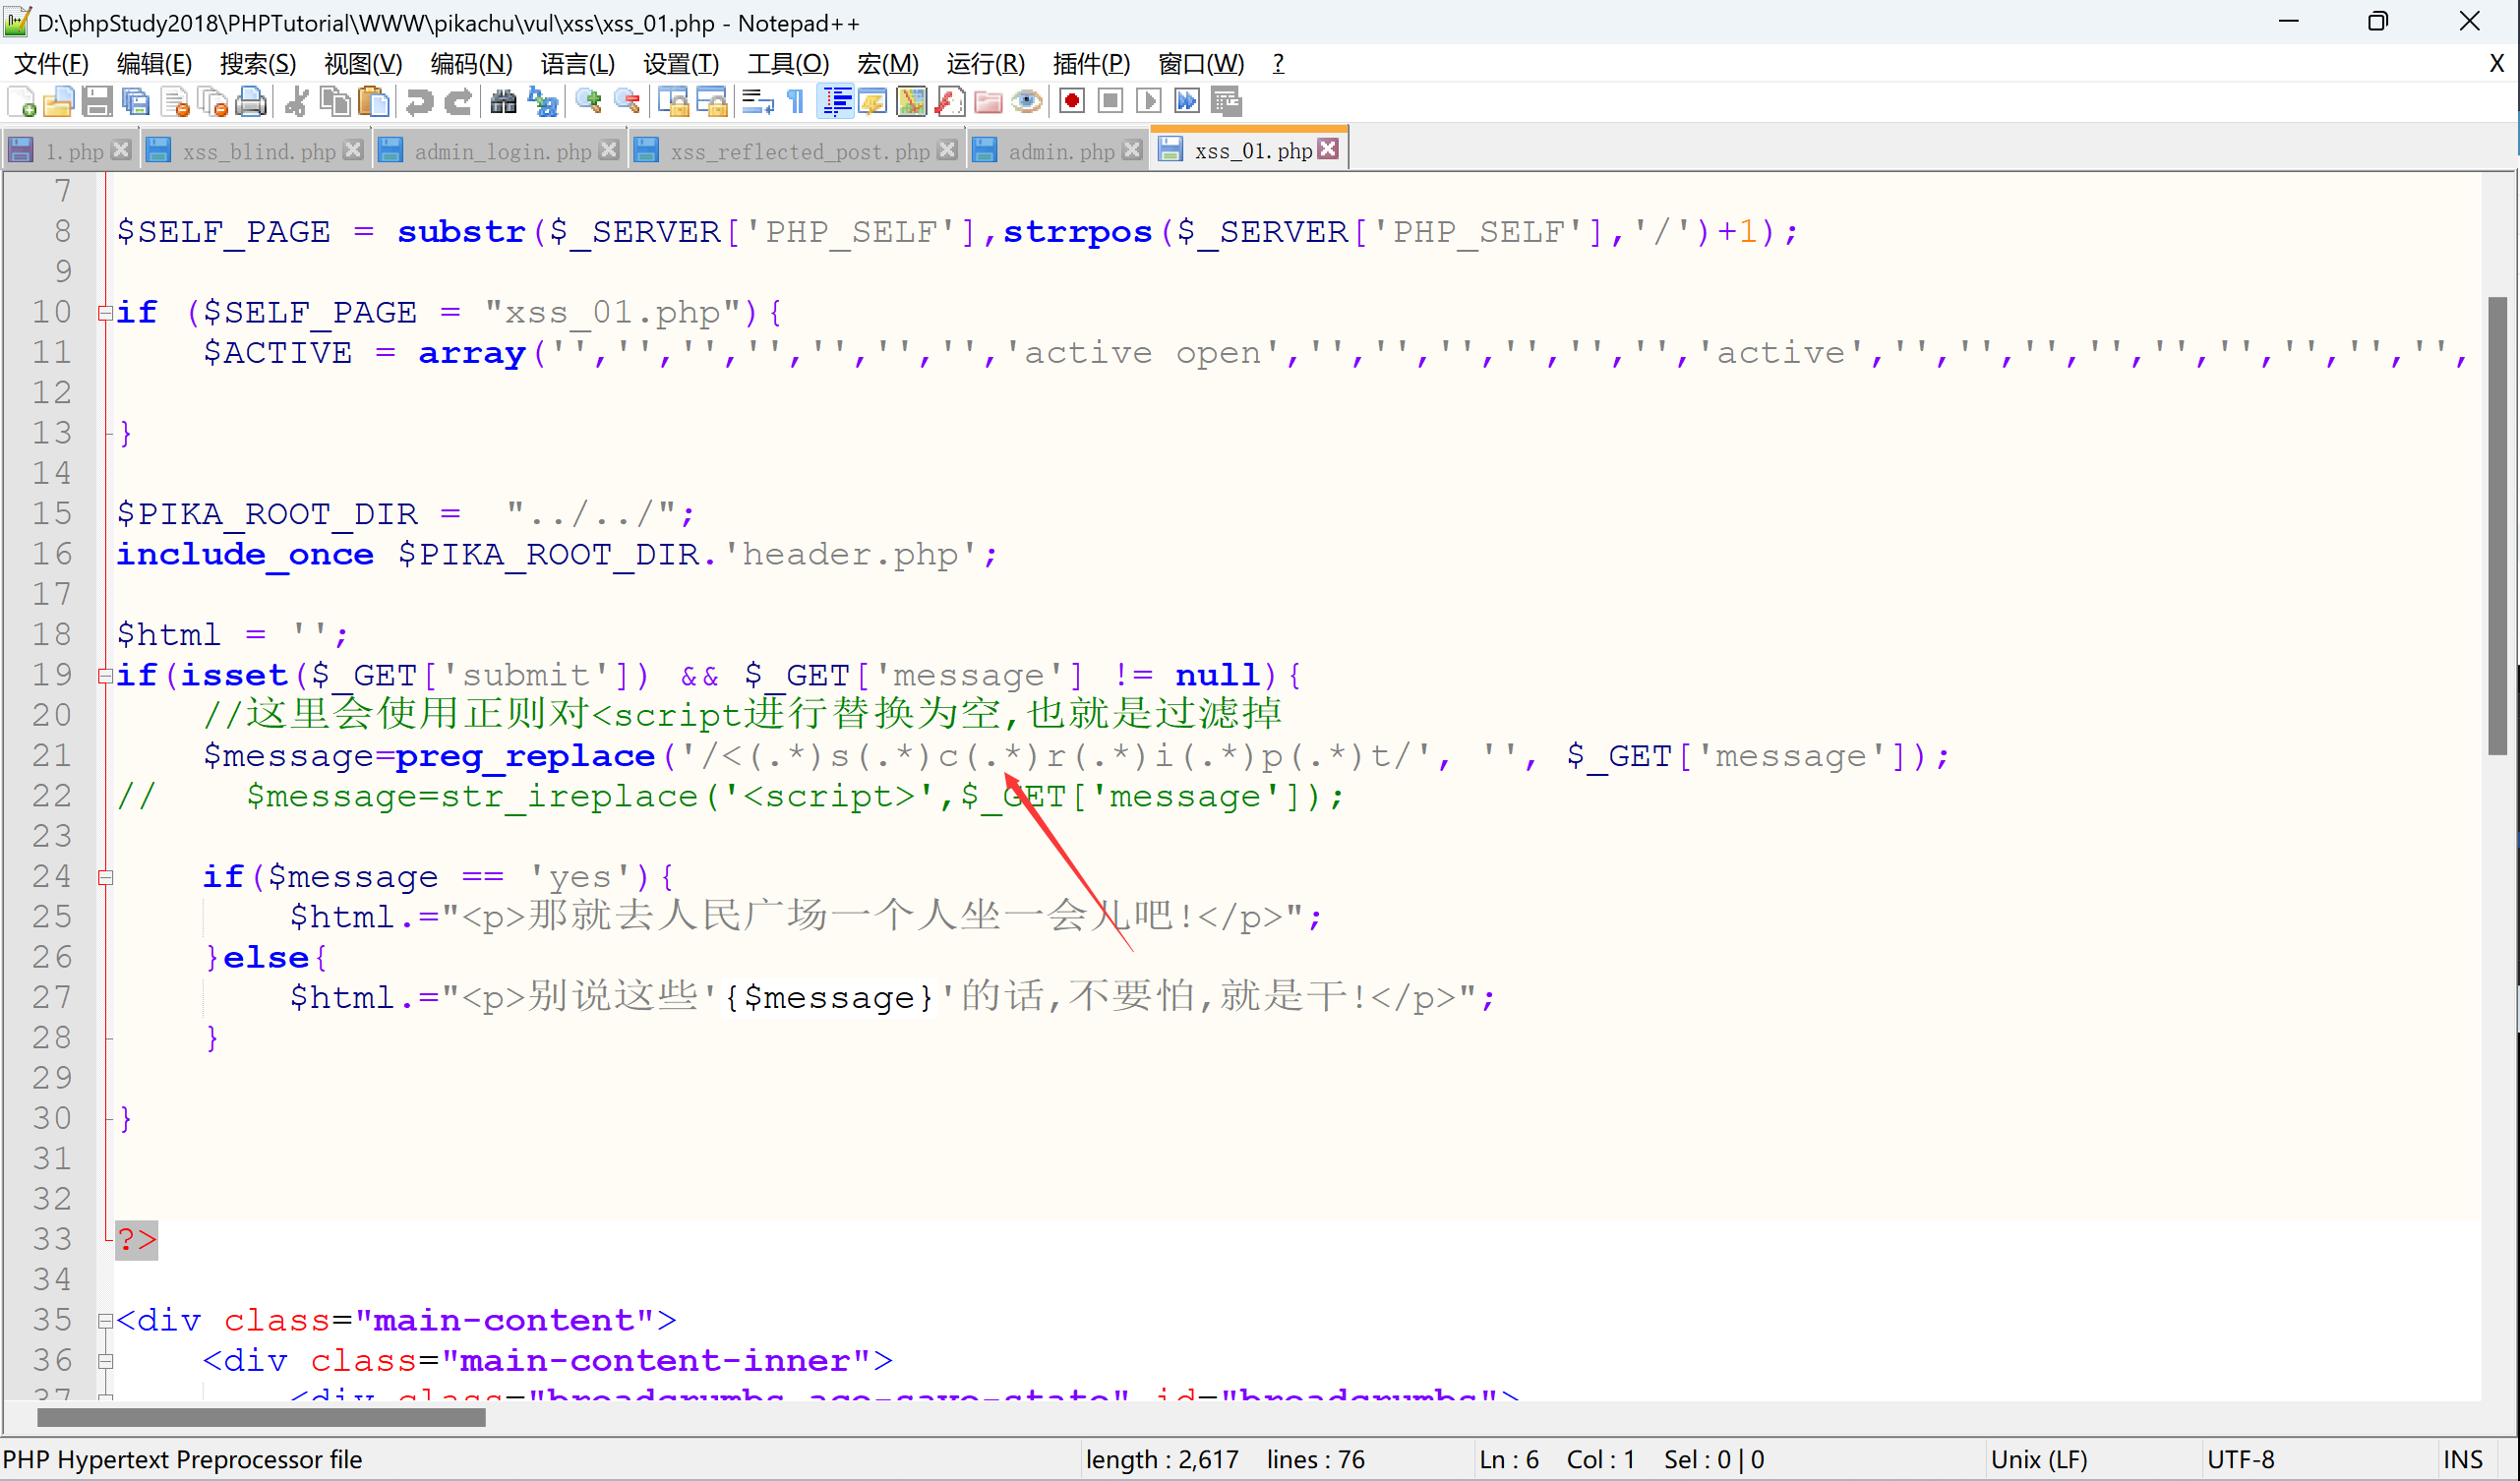 D:\phpStudy2018\PHPTutorial\WWW\pikachu\vul\xss\xss_01.php - Notepad++
文件(F) 编辑(E) 搜索(S) 视图(V) 编码(N) 语言(L) 设置(T) 工具(O) 宏(M) 运行(R) 插件(P) 窗口(W) ? X
1.php xss_blind.php admin_login.php xss_reflected_post.php admin.php xss_01.php
7
8 $SELF_PAGE = substr($_SERVER['PHP_SELF'],strrpos($_SERVER['PHP_SELF'],'/')+1);
9
10 if ($SELF_PAGE = "xss_01.php"){
11 $ACTIVE = array('','','','','','','','active open','','','','','','','active','','','','','','','','','',
12
13 }
14
15 $PIKA_ROOT_DIR =  "../../";
16 include_once $PIKA_ROOT_DIR.'header.php';
17
18 $html = '';
19 if(isset($_GET['submit']) && $_GET['message'] != null){
20 //这里会使用正则对<script进行替换为空,也就是过滤掉
21 $message=preg_replace('/<(.*)s(.*)c(.*)r(.*)i(.*)p(.*)t/', '', $_GET['message']);
22 //    $message=str_ireplace('<script>',$_GET['message']);
23
24 if($message == 'yes'){
25 $html.="<p>那就去人民广场一个人坐一会儿吧!</p>";
26 }else{
27 $html.="<p>别说这些'{$message}'的话,不要怕,就是干!</p>";
28 }
29
30 }
31
32
33 ?>
34
35 <div class="main-content">
36 <div class="main-content-inner">
37 <div class="breadcrumbs ace-save-state" id="breadcrumbs">
PHP Hypertext Preprocessor file length : 2,617 lines : 76 Ln : 6 Col : 1 Sel : 0 | 0 Unix (LF) UTF-8 INS